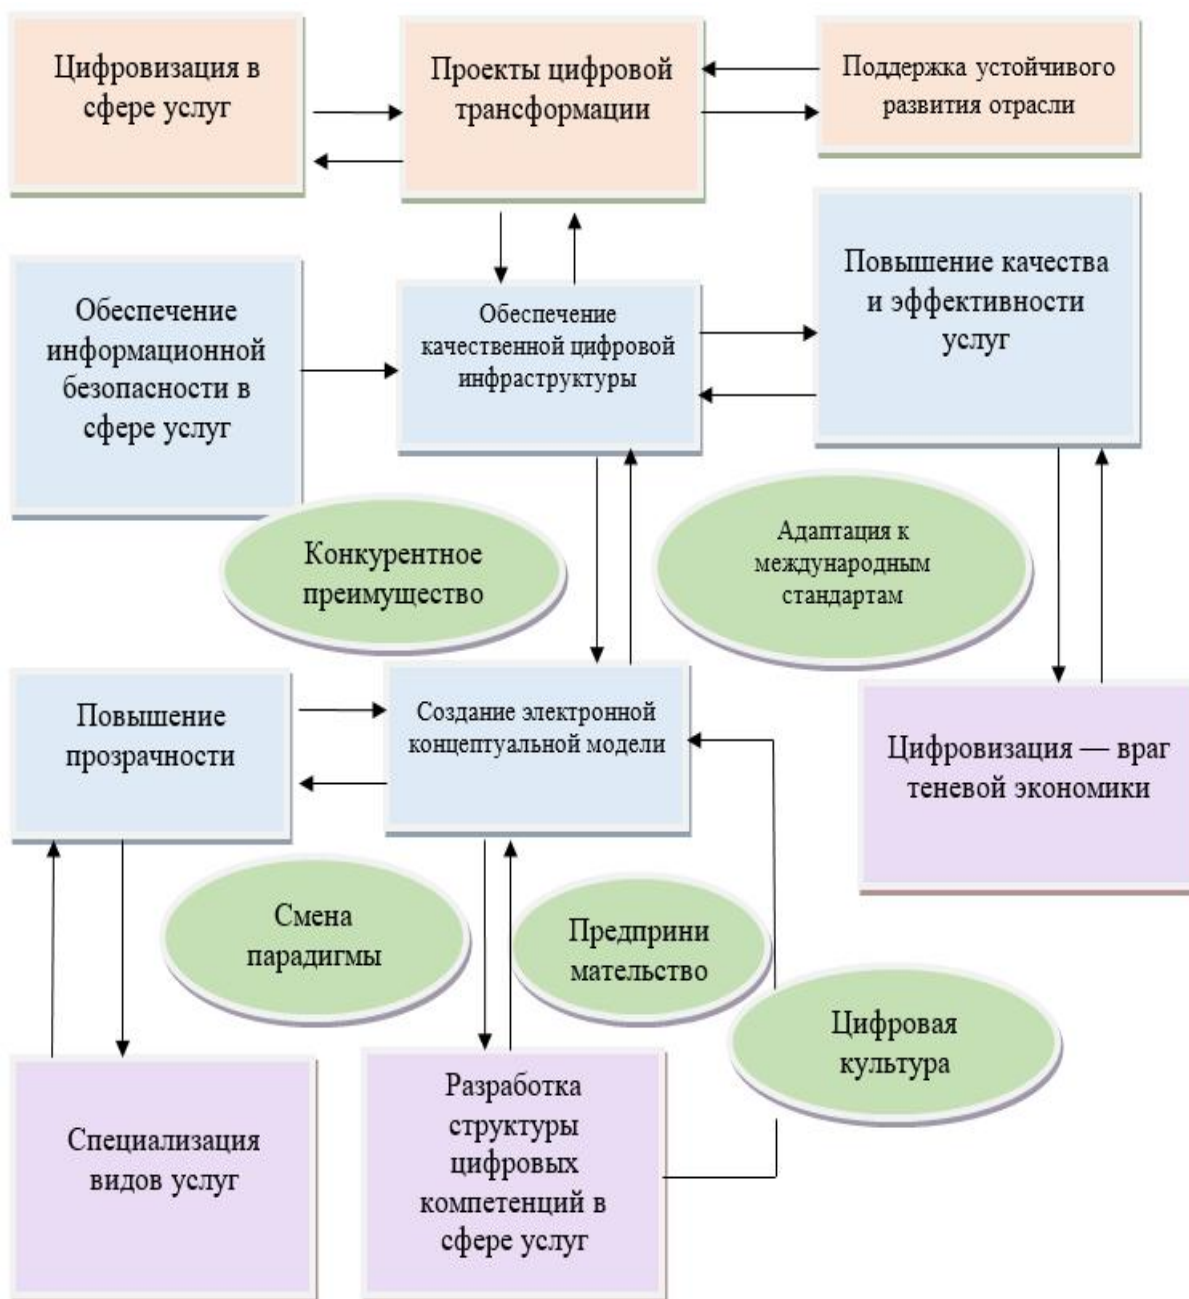 Цифровизация в
сфере услуг
Проекты цифровой
трансформации
Поддержка устойчивого
развития отрасли
Обеспечение
информационной
безопасности в
сфере услуг
Обеспечение
качественной цифровой
инфраструктуры
Повышение качества
и эффективности
услуг
Конкурентное
преимущество
Адаптация к
международным
стандартам
Повышение
прозрачности
Создание электронной
концептуальной модели
Цифровизация — враг
теневой экономики
Смена
парадигмы
Предприни
мательство
Цифровая
культура
Специализация
видов услуг
Разработка
структуры
цифровых
компетенций в
сфере услуг